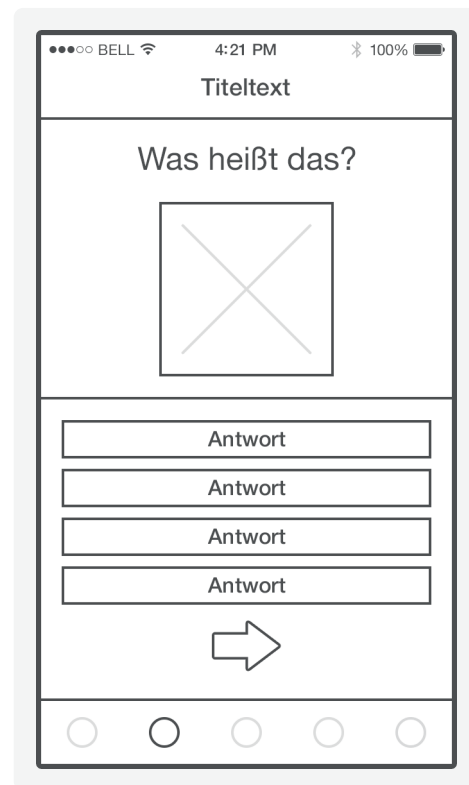 BELL 4:21 PM 100%
Titeltext
Was heißt das?
Antwort
Antwort
Antwort
Antwort